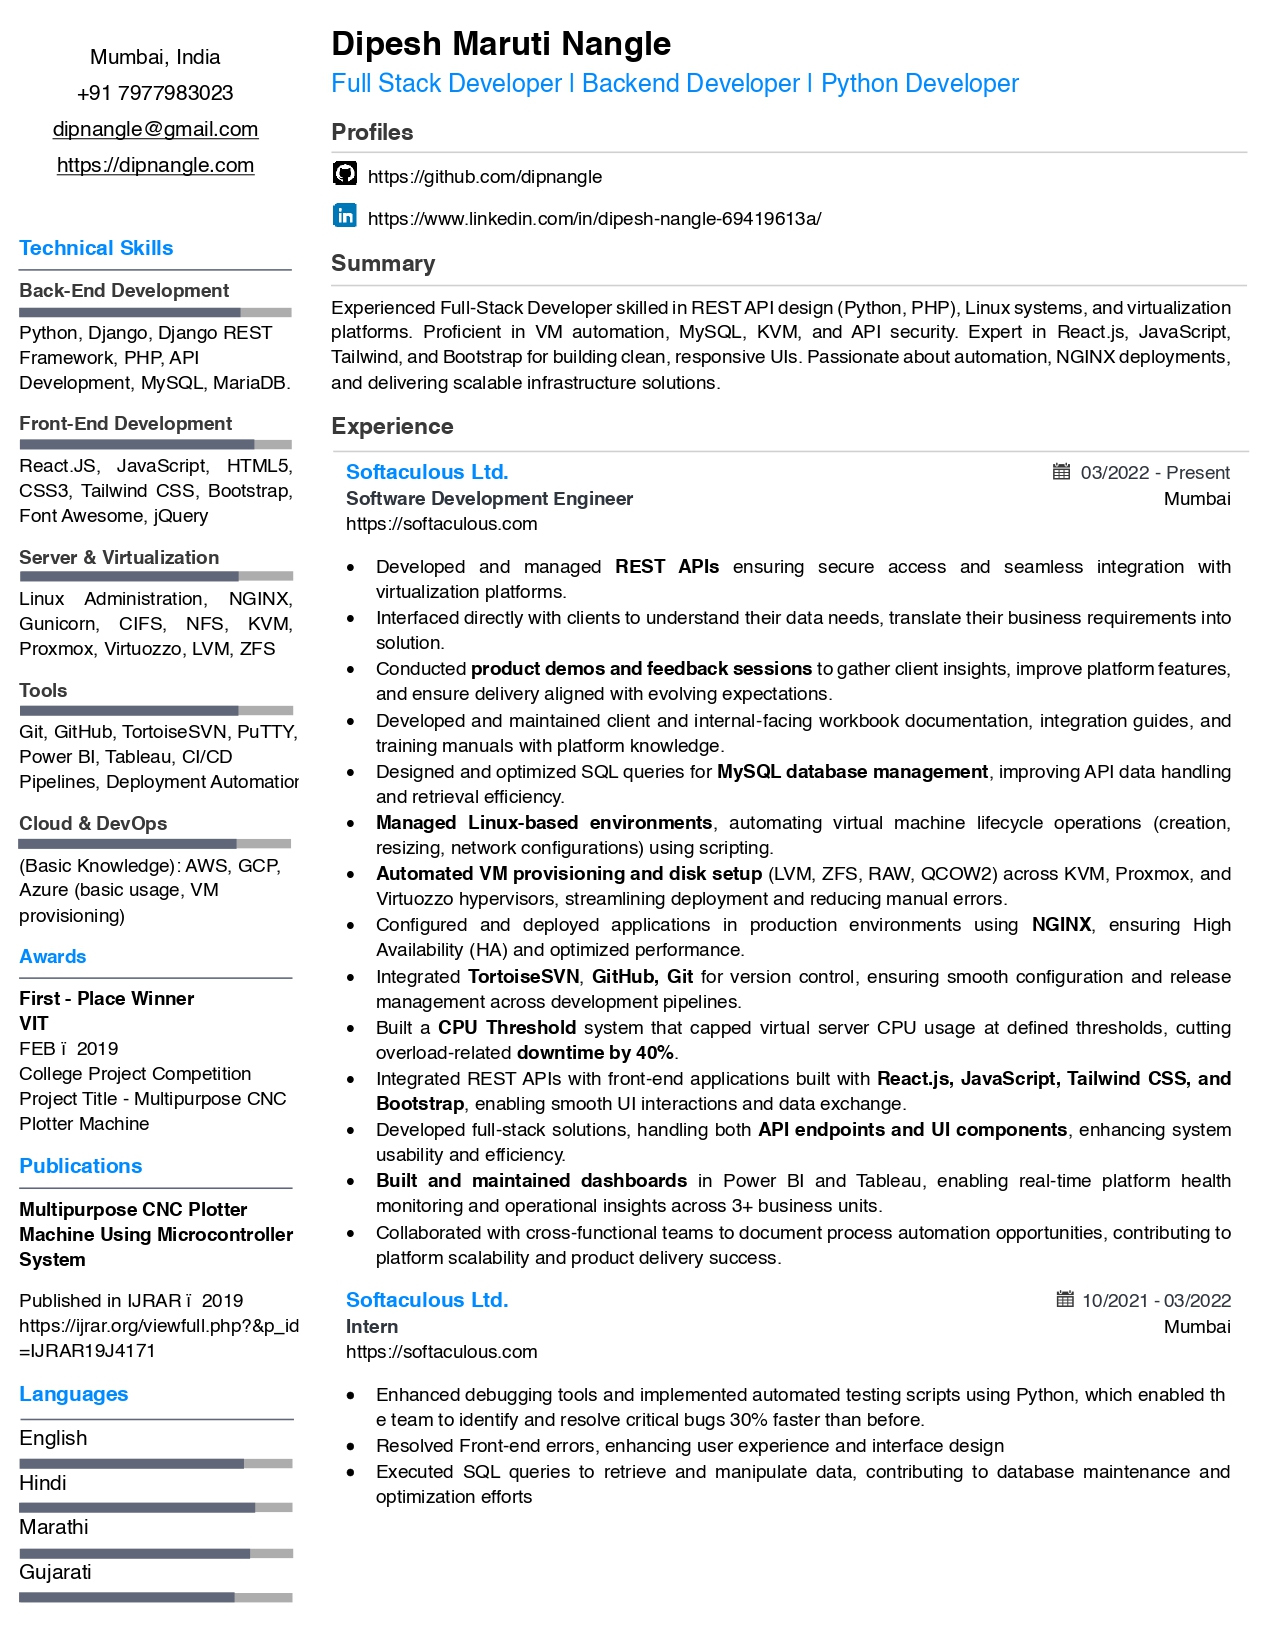 Mumbai, India
+91 7977983023
dipnangle@gmail.com
https://dipnangle.com
Technical Skills
Back-End Development
Python, Django, Django REST
Framework, PHP, API
Development, MySQL, MariaDB.
Front-End Development
React.JS, JavaScript, HTML5,
CSS3, Tailwind CSS, Bootstrap,
Font Awesome, jQuery
Server & Virtualization
Linux Administration, NGINX,
Gunicorn, CIFS, NFS, KVM,
Proxmox, Virtuozzo, LVM, ZFS
Tools
Git, GitHub, TortoiseSVN, PuTTY,
Power BI, Tableau, CI/CD
Pipelines, Deployment Automation
Cloud & DevOps
(Basic Knowledge): AWS, GCP,
Azure (basic usage, VM
provisioning)
Awards
First - Place Winner
VIT
FEB ï 2019
College Project Competition
Project Title - Multipurpose CNC
Plotter Machine
Publications
Multipurpose CNC Plotter
Machine Using Microcontroller
System
Published in IJRAR ï 2019
https://ijrar.org/viewfull.php?&p_id
=IJRAR19J4171
Languages
English
Hindi
Marathi
Gujarati
Dipesh Maruti Nangle
Full Stack Developer | Backend Developer | Python Developer
Profiles
https://github.com/dipnangle
https://www.linkedin.com/in/dipesh-nangle-69419613a/
Summary
Experienced Full-Stack Developer skilled in REST API design (Python, PHP), Linux systems, and virtualization
platforms. Proficient in VM automation, MySQL, KVM, and API security. Expert in React.js, JavaScript,
Tailwind, and Bootstrap for building clean, responsive UIs. Passionate about automation, NGINX deployments,
and delivering scalable infrastructure solutions.
Experience
Softaculous Ltd. 03/2022 - Present
Software Development Engineer Mumbai
https://softaculous.com
• Developed and managed REST APIs ensuring secure access and seamless integration with
virtualization platforms.
• Interfaced directly with clients to understand their data needs, translate their business requirements into
solution.
• Conducted product demos and feedback sessions to gather client insights, improve platform features,
and ensure delivery aligned with evolving expectations.
• Developed and maintained client and internal-facing workbook documentation, integration guides, and
training manuals with platform knowledge.
• Designed and optimized SQL queries for MySQL database management, improving API data handling
and retrieval efficiency.
• Managed Linux-based environments, automating virtual machine lifecycle operations (creation,
resizing, network configurations) using scripting.
• Automated VM provisioning and disk setup (LVM, ZFS, RAW, QCOW2) across KVM, Proxmox, and
Virtuozzo hypervisors, streamlining deployment and reducing manual errors.
• Configured and deployed applications in production environments using NGINX, ensuring High
Availability (HA) and optimized performance.
• Integrated TortoiseSVN, GitHub, Git for version control, ensuring smooth configuration and release
management across development pipelines.
• Built a CPU Threshold system that capped virtual server CPU usage at defined thresholds, cutting
overload-related downtime by 40%.
• Integrated REST APIs with front-end applications built with React.js, JavaScript, Tailwind CSS, and
Bootstrap, enabling smooth UI interactions and data exchange.
• Developed full-stack solutions, handling both API endpoints and UI components, enhancing system
usability and efficiency.
• Built and maintained dashboards in Power BI and Tableau, enabling real-time platform health
monitoring and operational insights across 3+ business units.
• Collaborated with cross-functional teams to document process automation opportunities, contributing to
platform scalability and product delivery success.
Softaculous Ltd. 10/2021 - 03/2022
Intern Mumbai
https://softaculous.com
• Enhanced debugging tools and implemented automated testing scripts using Python, which enabled th
e team to identify and resolve critical bugs 30% faster than before.
• Resolved Front-end errors, enhancing user experience and interface design
• Executed SQL queries to retrieve and manipulate data, contributing to database maintenance and
optimization efforts